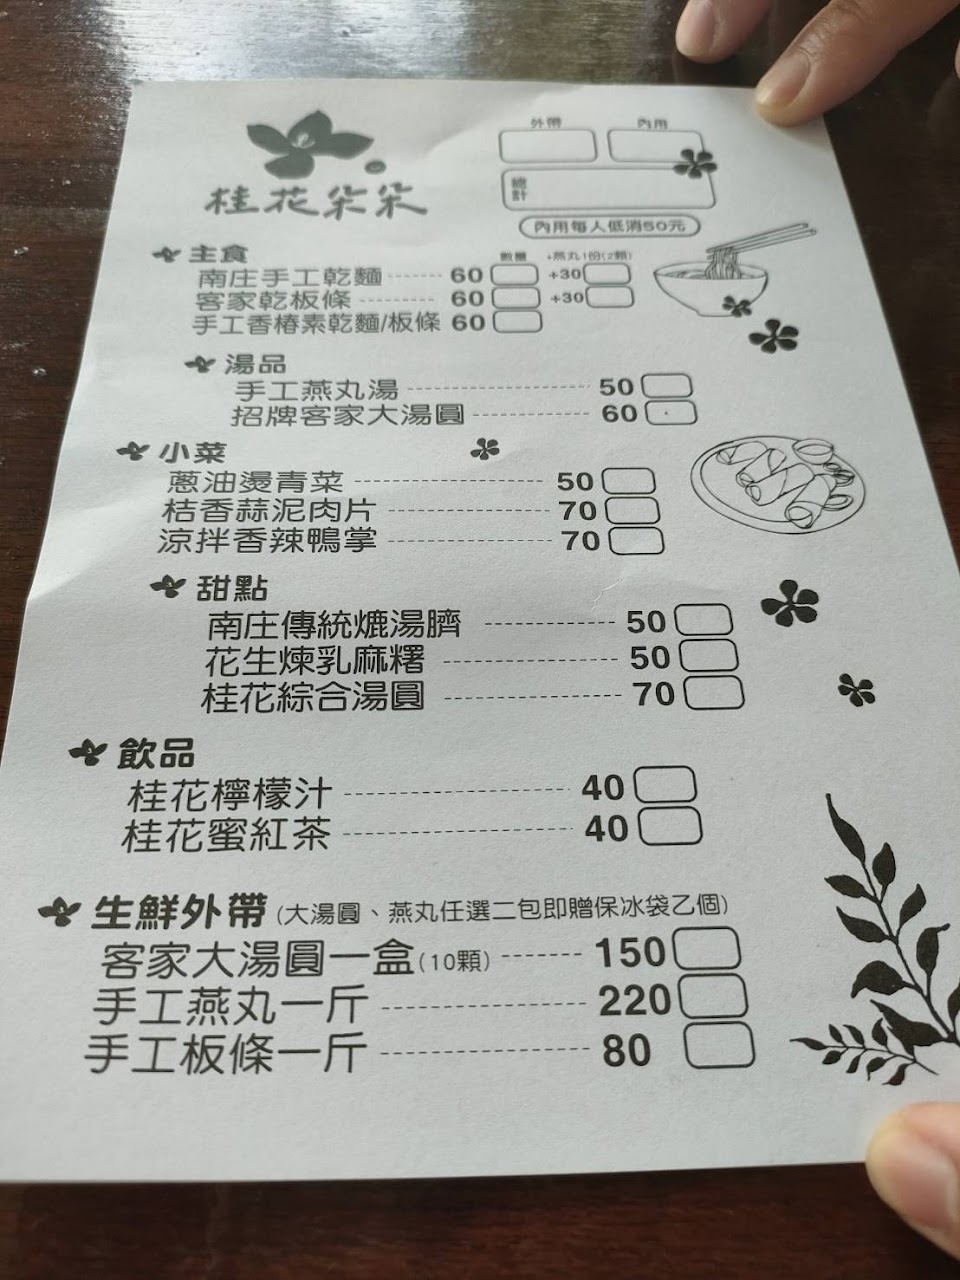 桂花朵朵
外帶 內用
總計
內用每人低消50元
主食 數量 +燕丸1份(2顆)
南庄手工乾麵 60 +30
客家乾板條 60 +30
手工香椿素乾麵/板條 60
湯品
手工燕丸湯 50
招牌客家大湯圓 60
小菜
蔥油燙青菜 50
桔香蒜泥肉片 70
涼拌香辣鴨掌 70
甜點
南庄傳統熝湯臍 50
花生煉乳麻糬 50
桂花綜合湯圓 70
飲品
桂花檸檬汁 40
桂花蜜紅茶 40
生鮮外帶 (大湯圓、燕丸任選二包即贈保冰袋乙個)
客家大湯圓一盒(10顆) 150
手工燕丸一斤 220
手工板條一斤 80